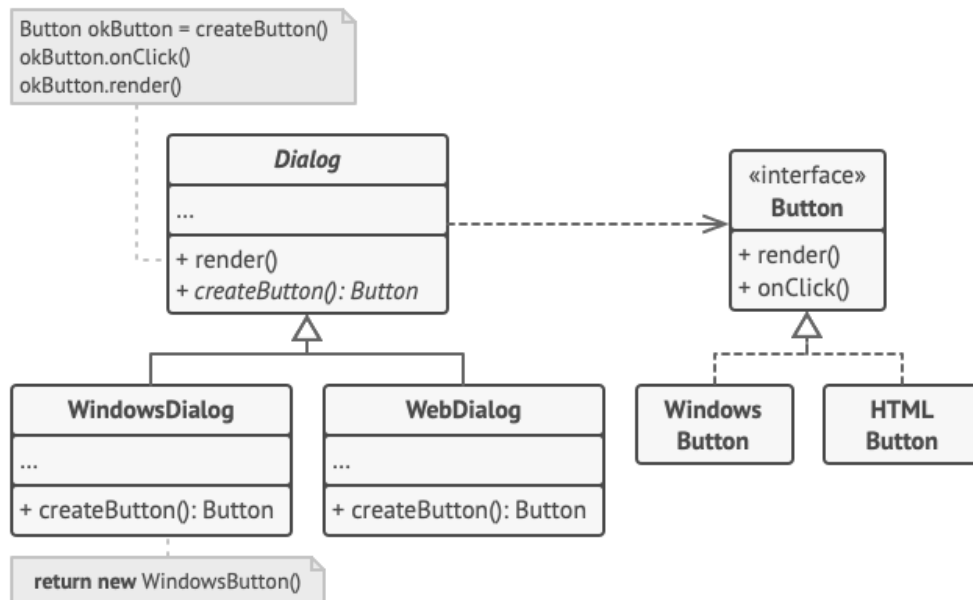 Button okButton = createButton()
okButton.onClick()
okButton.render()
Dialog
...
+ render()
+ createButton(): Button
«interface»
Button
+ render()
+ onClick()
WindowsDialog
...
+ createButton(): Button
WebDialog
...
+ createButton(): Button
Windows
Button
HTML
Button
return new WindowsButton()